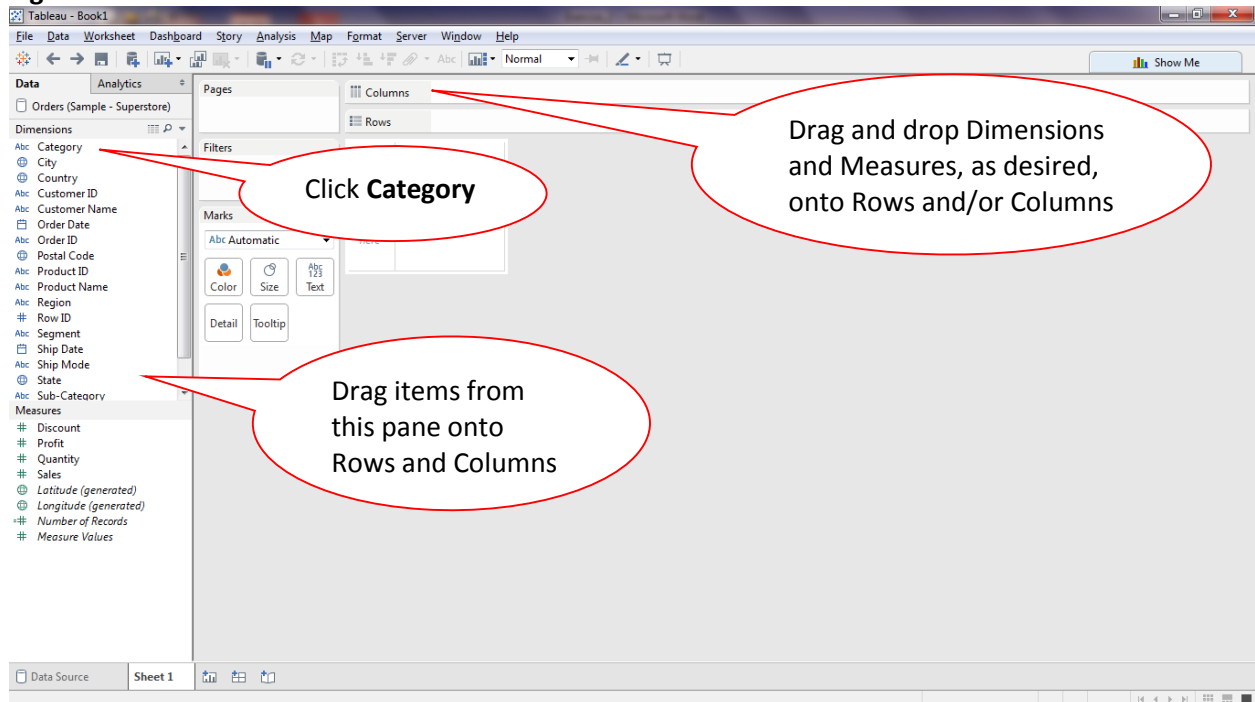 Tableau - Book1
File Data Worksheet Dashboard Story Analysis Map Format Server Window Help
Abc Normal
Show Me
Data Analytics
Pages
Columns
Orders (Sample - Superstore)
Rows
Dimensions
Filters
Abc Category
City
Country
Abc Customer ID
Abc Customer Name
Order Date
Abc Order ID
Postal Code
Abc Product ID
Abc Product Name
Abc Region
# Row ID
Abc Segment
Ship Date
Abc Ship Mode
State
Abc Sub-Category
Measures
# Discount
# Profit
# Quantity
# Sales
Latitude (generated)
Longitude (generated)
=# Number of Records
# Measure Values
Marks
Abc Automatic
Abc
123
Color Size Text
Detail Tooltip
Click Category
Drag and drop Dimensions
and Measures, as desired,
onto Rows and/or Columns
Drag items from
this pane onto
Rows and Columns
Data Source Sheet 1